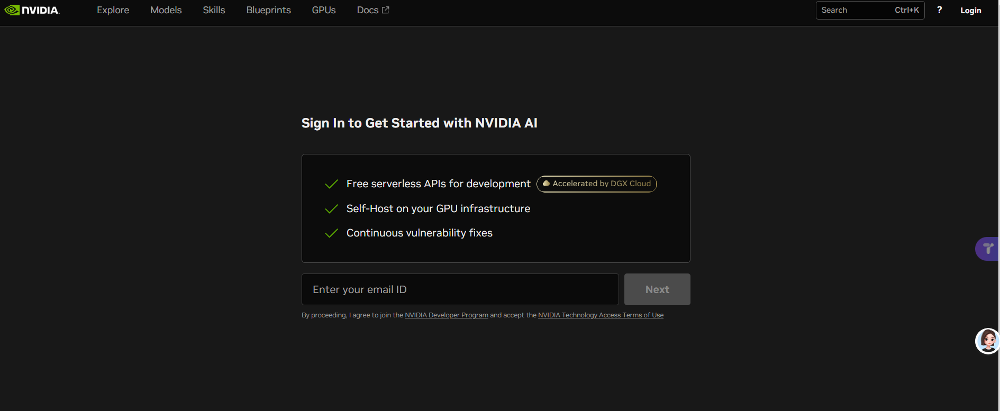 NVIDIA. Explore Models Skills Blueprints GPUs Docs Search Ctrl+K ? Login
Sign In to Get Started with NVIDIA AI
Free serverless APIs for development Accelerated by DGX Cloud
Self-Host on your GPU infrastructure
Continuous vulnerability fixes
Enter your email ID Next
By proceeding, I agree to join the NVIDIA Developer Program and accept the NVIDIA Technology Access Terms of Use